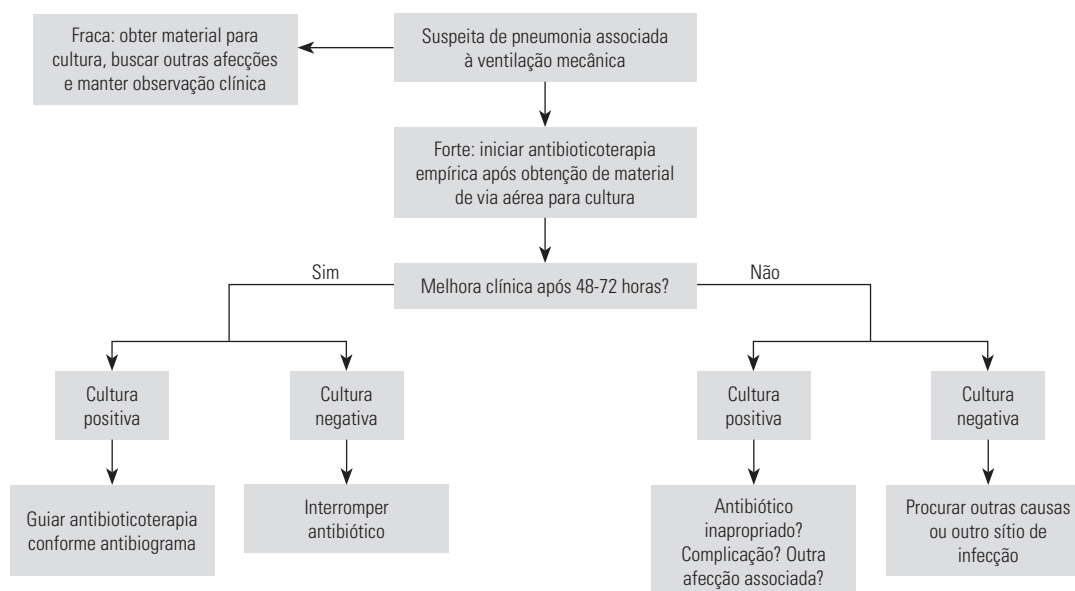 Fraca: obter material para
cultura, buscar outras afecções
e manter observação clínica
Suspeita de pneumonia associada
à ventilação mecânica
Forte: iniciar antibioticoterapia
empírica após obtenção de material
de via aérea para cultura
Sim
Melhora clínica após 48-72 horas?
Não
Cultura
positiva
Cultura
negativa
Cultura
positiva
Cultura
negativa
Guiar antibioticoterapia
conforme antibiograma
Interromper
antibiótico
Antibiótico
inapropriado?
Complicação? Outra
afecção associada?
Procurar outras causas
ou outro sítio de
infecção